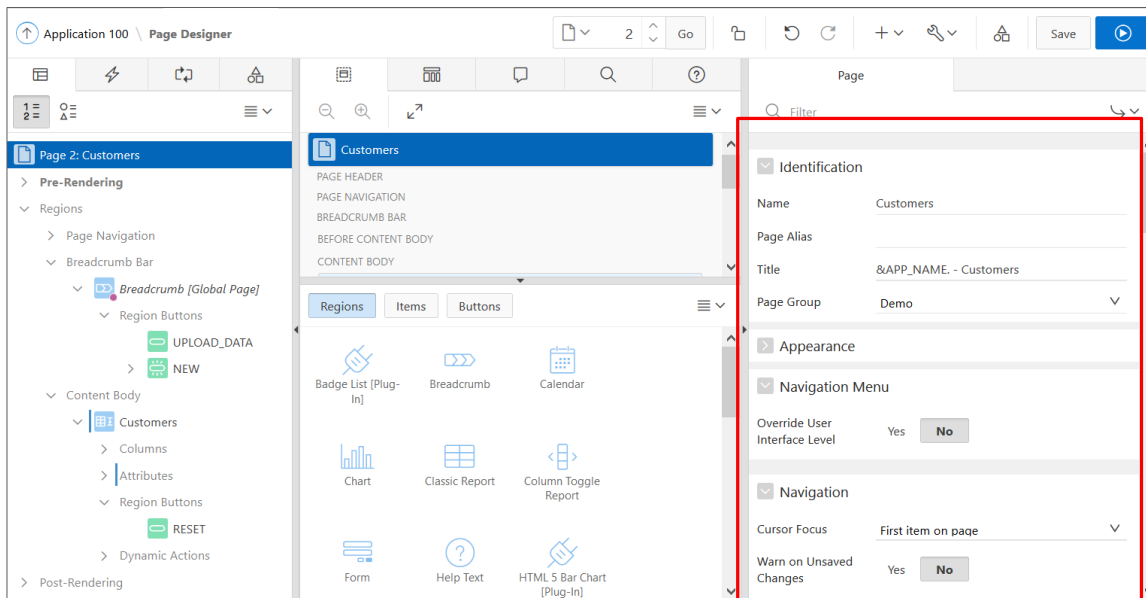 Application 100 \ Page Designer
2
Go
Save
1
2
Page 2: Customers
Pre-Rendering
Regions
Page Navigation
Breadcrumb Bar
Breadcrumb [Global Page]
Region Buttons
UPLOAD_DATA
NEW
Content Body
Customers
Columns
Attributes
Region Buttons
RESET
Dynamic Actions
Post-Rendering
Customers
PAGE HEADER
PAGE NAVIGATION
BREADCRUMB BAR
BEFORE CONTENT BODY
CONTENT BODY
Regions Items Buttons
Badge List [Plug-
In]
Breadcrumb
Calendar
Chart
Classic Report
Column Toggle
Report
Form
Help Text
HTML 5 Bar Chart
[Plug-In]
Page
Filter
Identification
Name Customers
Page Alias
Title &APP_NAME. - Customers
Page Group Demo
Appearance
Navigation Menu
Override User
Interface Level
Yes No
Navigation
Cursor Focus First item on page
Warn on Unsaved
Changes
Yes No